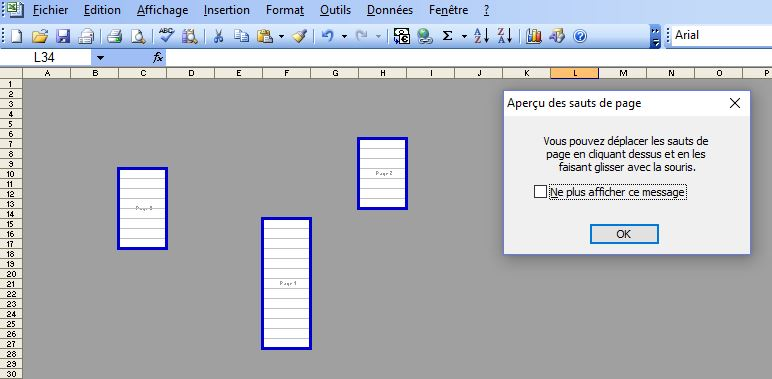 Fichier Edition Affichage Insertion Format Outils Données Fenêtre ?
Arial
L34 fx
A B C D E F G H I J K L M N O P
1
2
3
4
5
6
7
8
9
10
11
12
13
14
15
16
17
18
19
20
21
22
23
24
25
26
27
28
29
30
Page 2
Aperçu des sauts de page
Vous pouvez déplacer les sauts de
page en cliquant dessus et en les
faisant glisser avec la souris.
Ne plus afficher ce message
OK
Page 3
Page 1